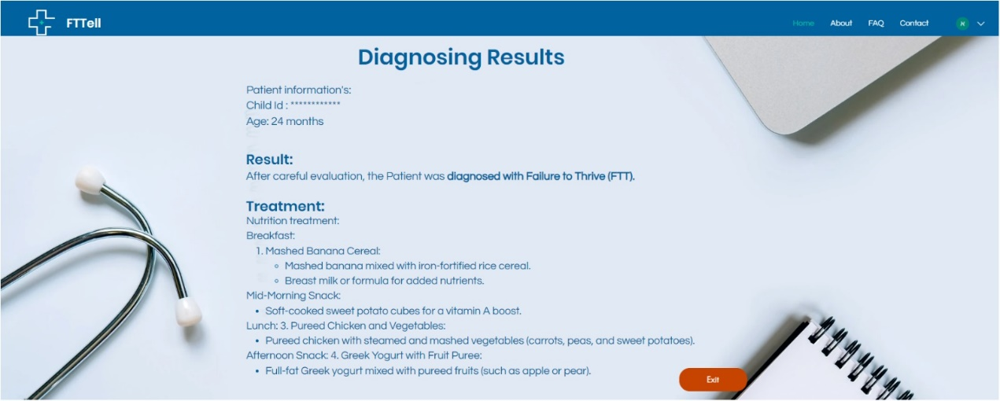 FTTell
Home About FAQ Contact א
Diagnosing Results
Patient information's:
Child Id : ************
Age: 24 months
Result:
After careful evaluation, the Patient was diagnosed with Failure to Thrive (FTT).
Treatment:
Nutrition treatment:
Breakfast:
1. Mashed Banana Cereal:
◦ Mashed banana mixed with iron-fortified rice cereal.
◦ Breast milk or formula for added nutrients.
Mid-Morning Snack:
• Soft-cooked sweet potato cubes for a vitamin A boost.
Lunch: 3. Pureed Chicken and Vegetables:
• Pureed chicken with steamed and mashed vegetables (carrots, peas, and sweet potatoes).
Afternoon Snack: 4. Greek Yogurt with Fruit Puree:
• Full-fat Greek yogurt mixed with pureed fruits (such as apple or pear).
Exit